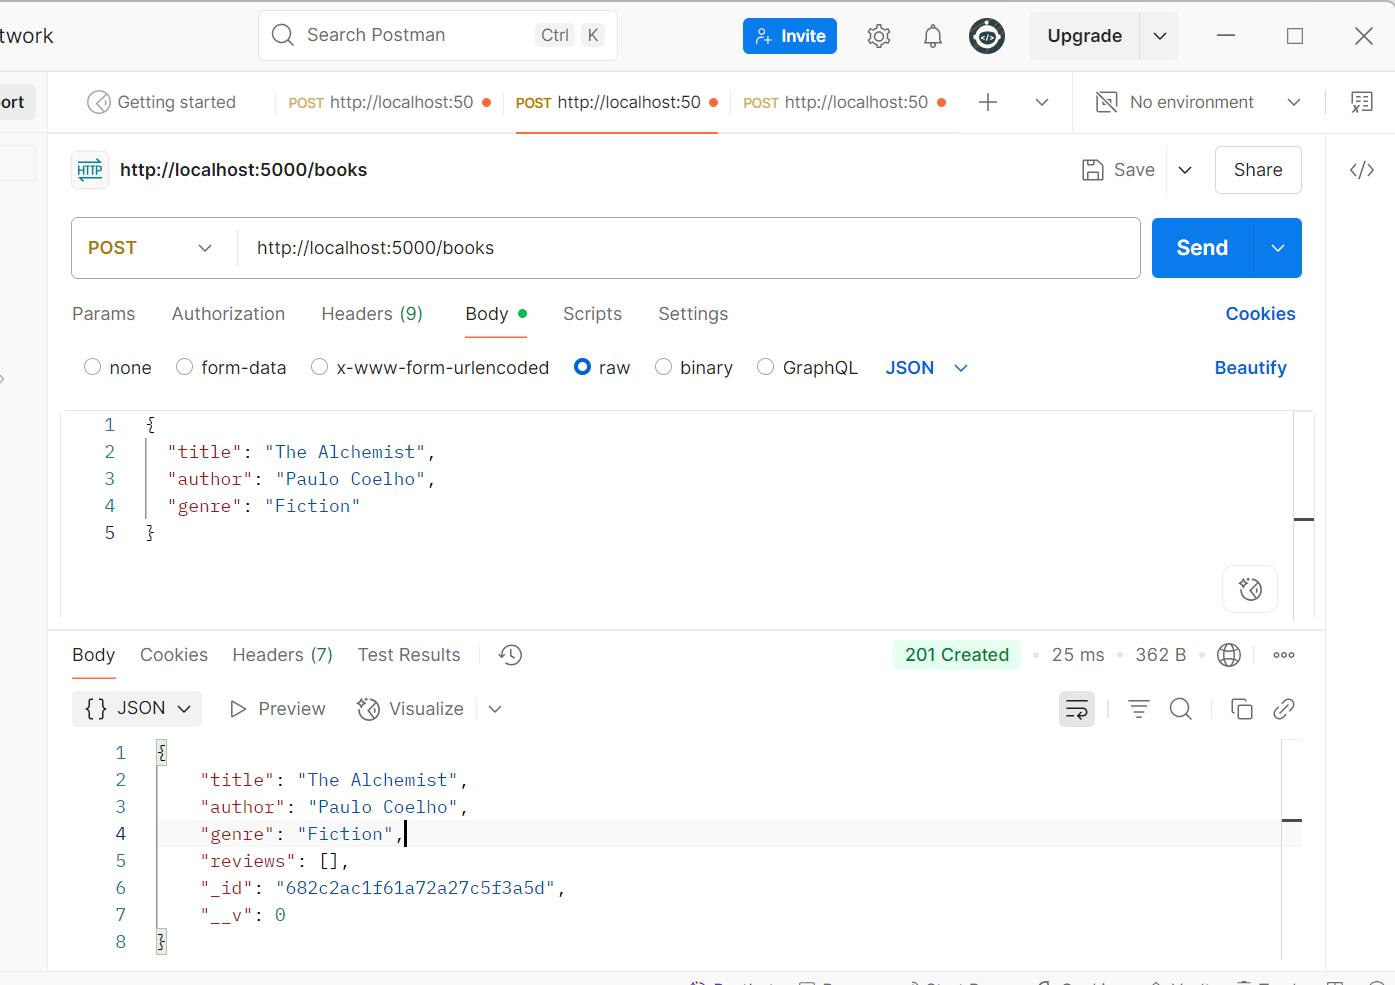 twork
Search Postman Ctrl K
Invite
Upgrade
ort
Getting started
POST http://localhost:50
POST http://localhost:50
POST http://localhost:50
No environment
HTTP http://localhost:5000/books
Save
Share
POST http://localhost:5000/books
Send
Params Authorization Headers (9) Body Scripts Settings
Cookies
none form-data x-www-form-urlencoded raw binary GraphQL JSON
Beautify
1 {
2 "title": "The Alchemist",
3 "author": "Paulo Coelho",
4 "genre": "Fiction"
5 }
Body Cookies Headers (7) Test Results
201 Created • 25 ms • 362 B
{} JSON Preview Visualize
1 {
2 "title": "The Alchemist",
3 "author": "Paulo Coelho",
4 "genre": "Fiction",
5 "reviews": [],
6 "_id": "682c2ac1f61a72a27c5f3a5d",
7 "__v": 0
8 }